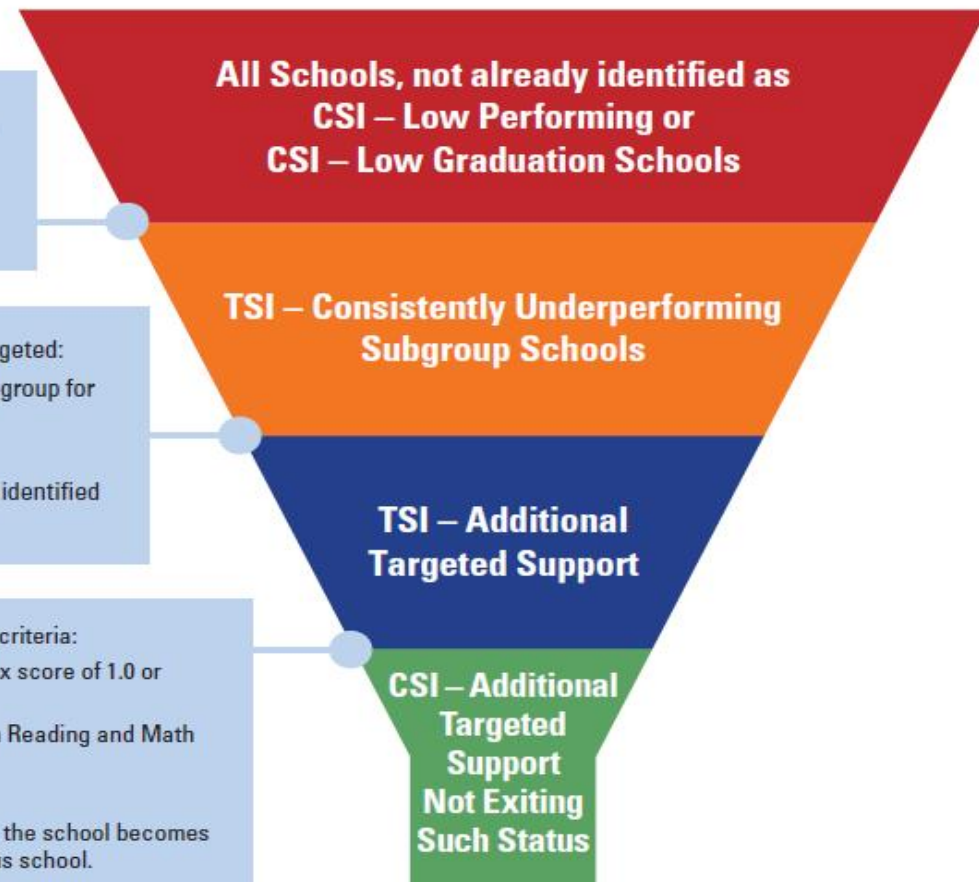 All Schools, not already identified as
CSI – Low Performing or
CSI – Low Graduation Schools
TSI – Consistently Underperforming
Subgroup Schools
geted:
group for
identified
TSI – Additional
Targeted Support
criteria:
x score of 1.0 or
Reading and Math
the school becomes
us school.
CSI – Additional
Targeted
Support
Not Exiting
Such Status